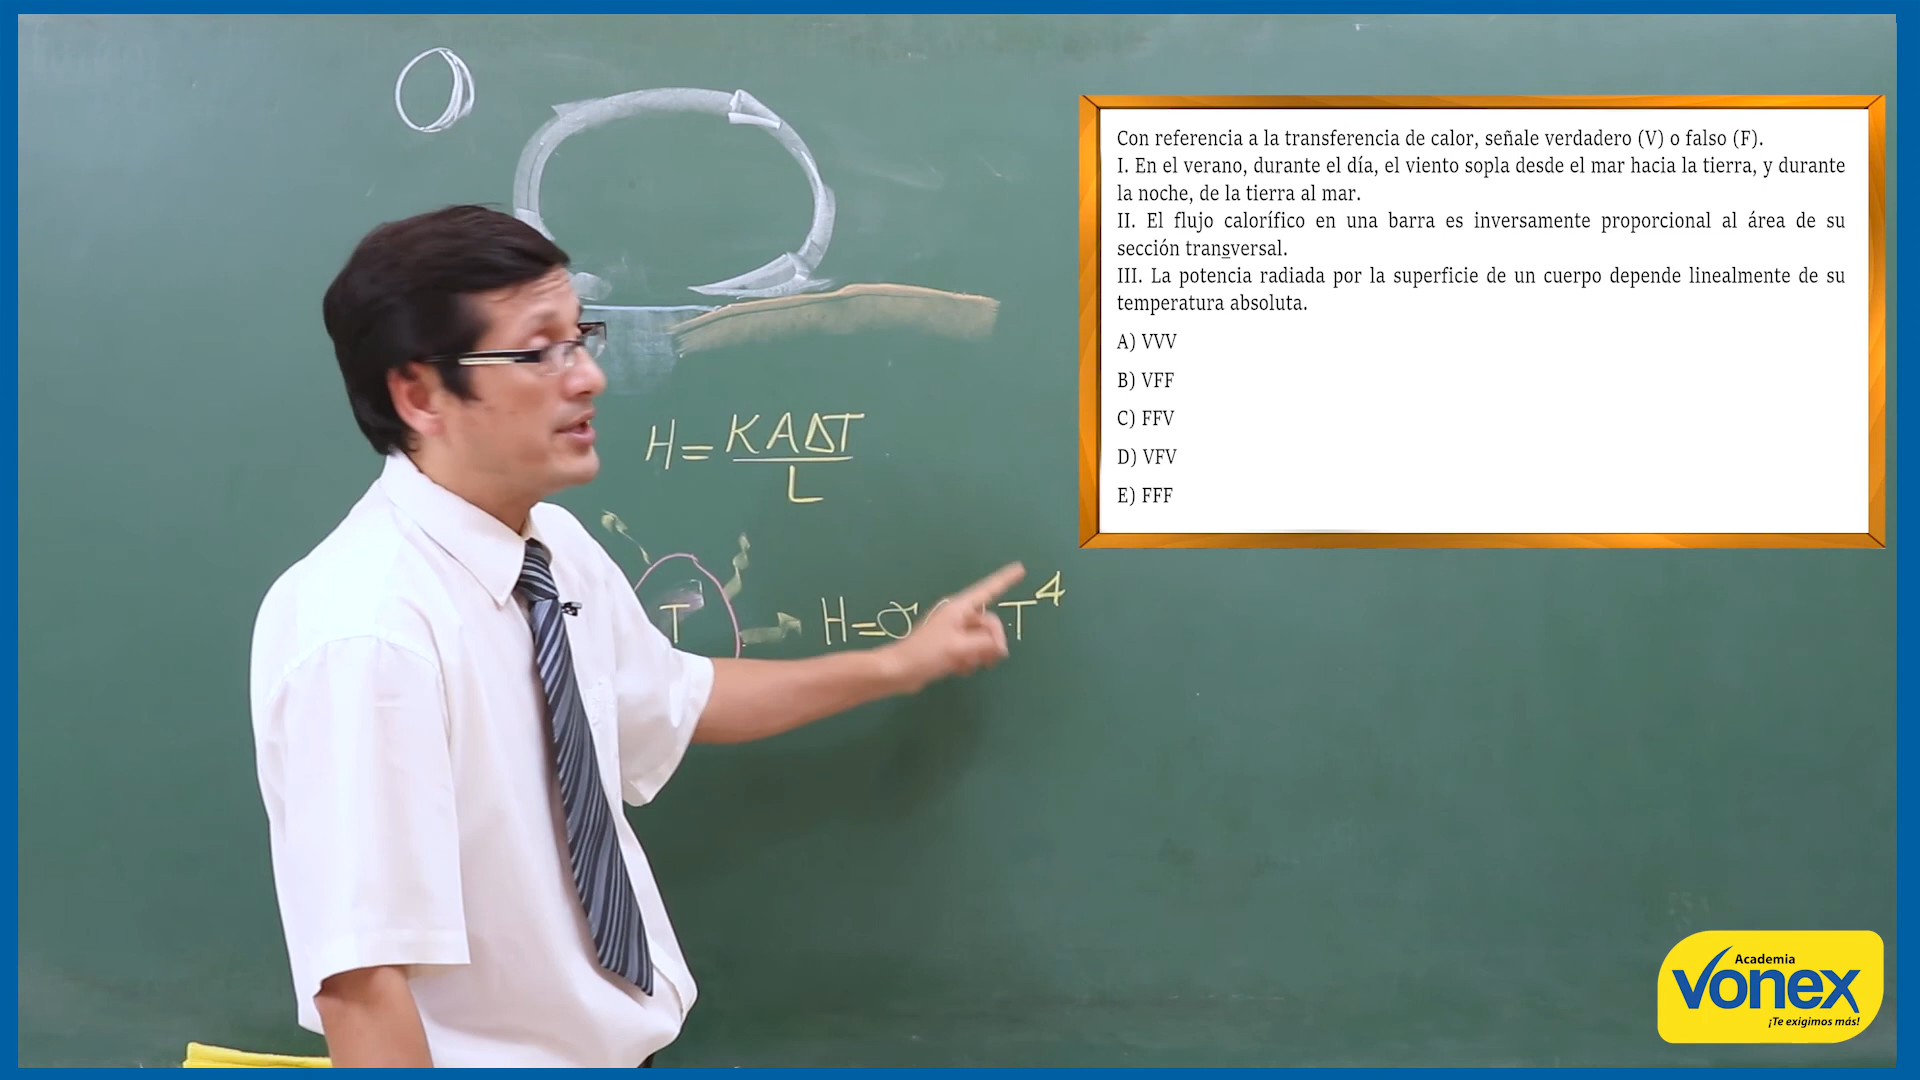 Con referencia a la transferencia de calor, señale verdadero (V) o falso (F).
I. En el verano, durante el día, el viento sopla desde el mar hacia la tierra, y durante
la noche, de la tierra al mar.
II. El flujo calorífico en una barra es inversamente proporcional al área de su
sección transversal.
III. La potencia radiada por la superficie de un cuerpo depende linealmente de su
temperatura absoluta.
A) VVV
B) VFF
C) FFV
D) VFV
E) FFF
H = KAΔT
L
T
H = σ T⁴
Academia
vonex
¡Te exigimos más!